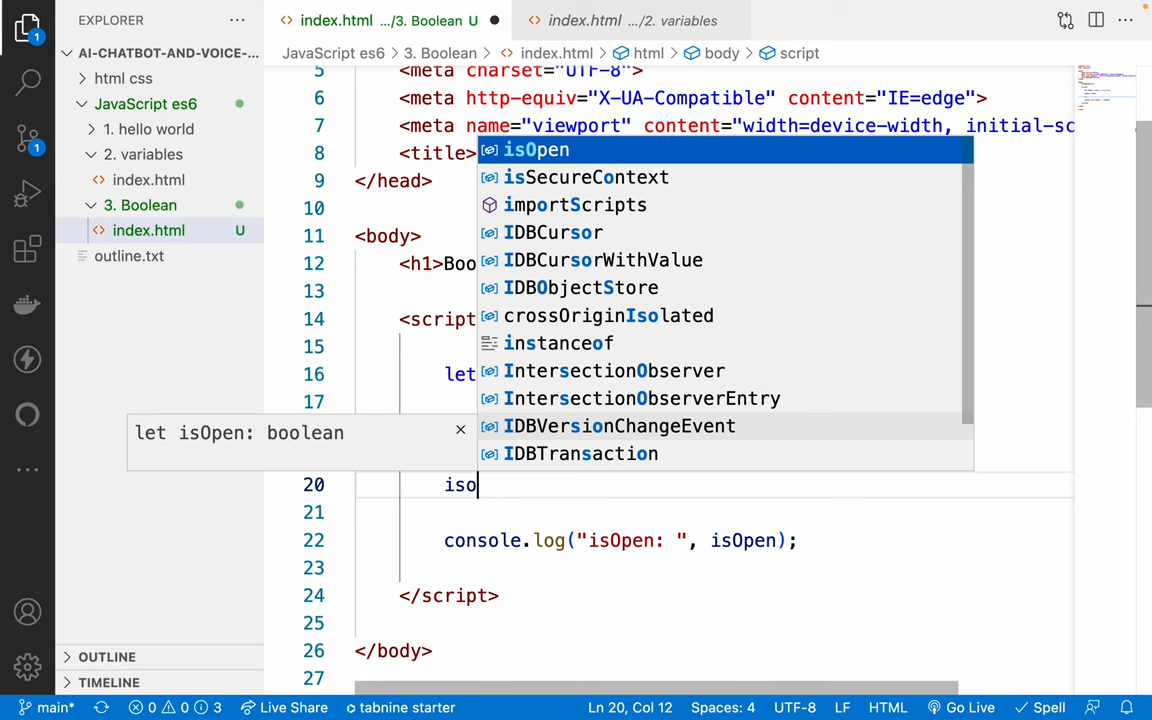 EXPLORER ...
index.html .../3. Boolean U
index.html .../2. variables
...
AI-CHATBOT-AND-VOICE-...
html css
JavaScript es6
1. hello world
2. variables
index.html
3. Boolean
index.html U
outline.txt
OUTLINE
TIMELINE
1
1
JavaScript es6 > 3. Boolean > index.html > html > body > script
5 <meta charset="UTF-8">
6 <meta http-equiv="X-UA-Compatible" content="IE=edge">
7 <meta name="viewport" content="width=device-width, initial-sc
8 <title>
9 </head>
10
11 <body>
12 <h1>Boo
13
14 <script
15
16 let
17
20 iso
21
22 console.log("isOpen: ", isOpen);
23
24 </script>
25
26 </body>
27
isOpen
isSecureContext
importScripts
IDBCursor
IDBCursorWithValue
IDBObjectStore
crossOriginIsolated
instanceof
IntersectionObserver
IntersectionObserverEntry
IDBVersionChangeEvent
IDBTransaction
let isOpen: boolean ×
main* 0 0 3 Live Share tabnine starter Ln 20, Col 12 Spaces: 4 UTF-8 LF HTML Go Live Spell